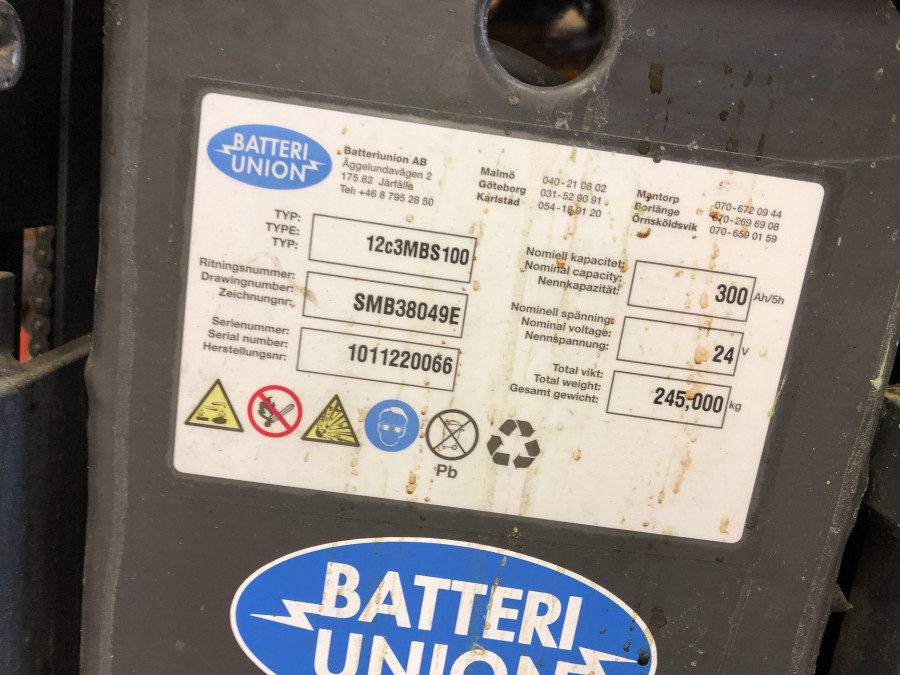 BATTERI
UNION
Batteriunion AB
Äggelundavägen 2
175 62 Järfälla
Tel: +46 8 795 28 50
Malmö 040-21 08 02
Göteborg 031-52 90 91
Karlstad 054-18 91 20
Mantorp 070-672 09 44
Borlänge 070-269 69 08
Örnsköldsvik 070-659 01 59
TYP:
TYPE:
TYP:
12c3MBS100
Ritningsnummer:
Drawingnumber:
Zeichnungnr:
SMB38049E
Serienummer:
Serial number:
Herstellungsnr:
1011220066
Nomiell kapacitet:
Nominal capacity:
Nennkapazität:
300 Ah/5h
Nominell spänning:
Nominal voltage:
Nennspannung:
24 V
Total vikt:
Total weight:
Gesamt gewicht:
245,000 kg
Pb
BATTERI
UNION